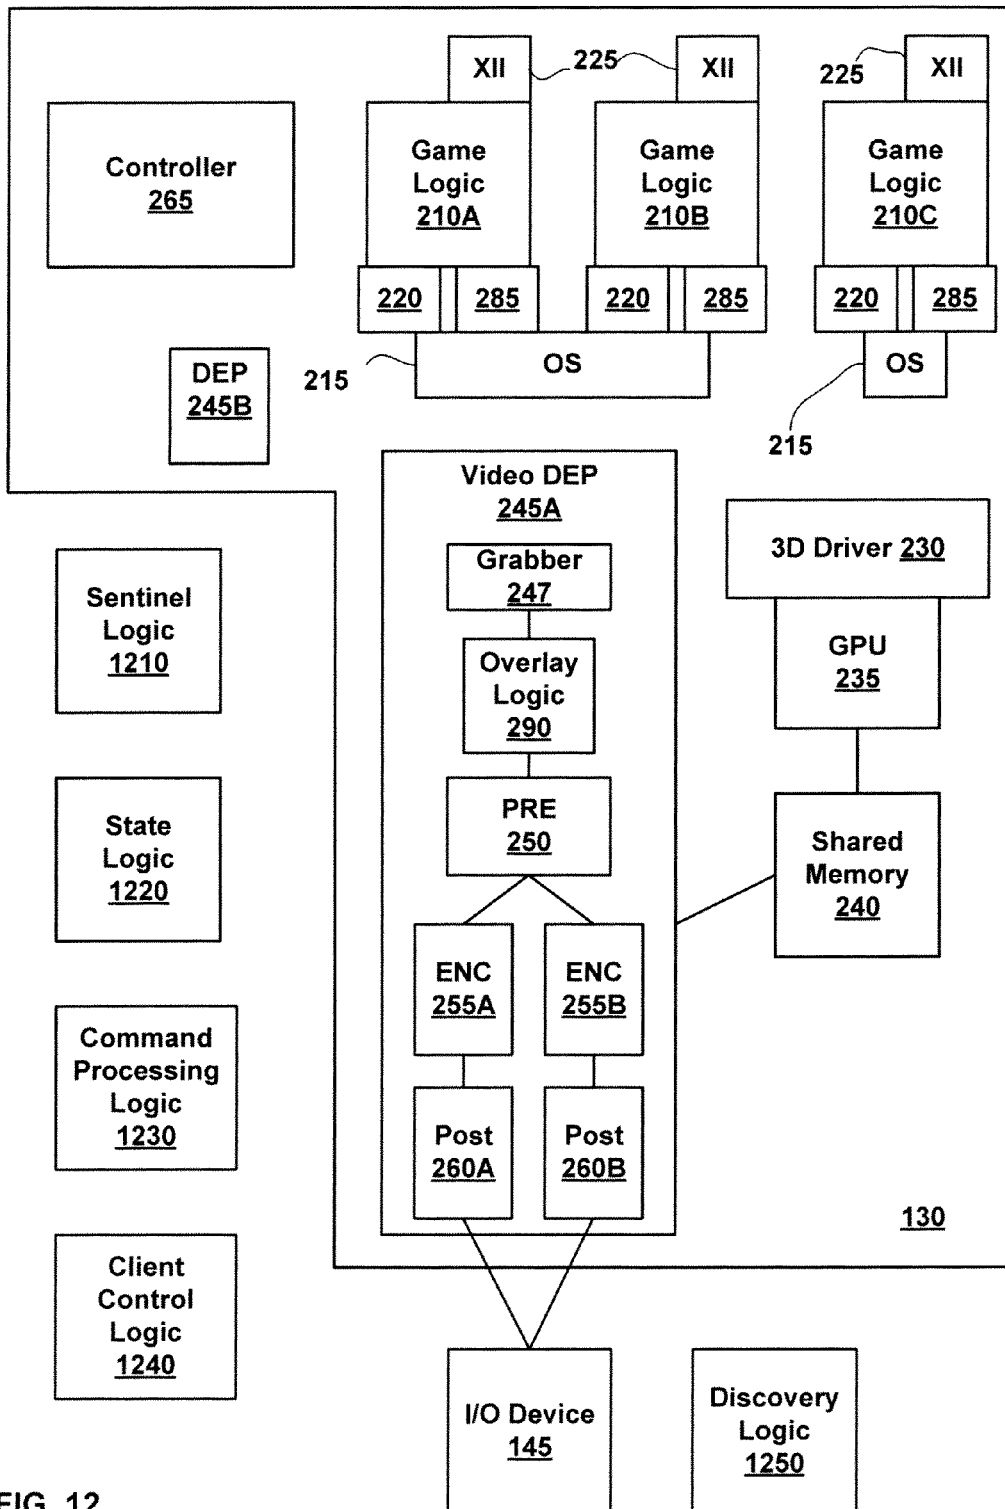 XII
225
XII
225
XII
Controller
265
Game
Logic
210A
Game
Logic
210B
Game
Logic
210C
220
285
220
285
220
285
215
OS
OS
215
DEP
245B
Video DEP
245A
Grabber
247
Overlay
Logic
290
PRE
250
ENC
255A
ENC
255B
Post
260A
Post
260B
3D Driver 230
GPU
235
Shared
Memory
240
130
Sentinel
Logic
1210
State
Logic
1220
Command
Processing
Logic
1230
Client
Control
Logic
1240
I/O Device
145
Discovery
Logic
1250
FIG. 12